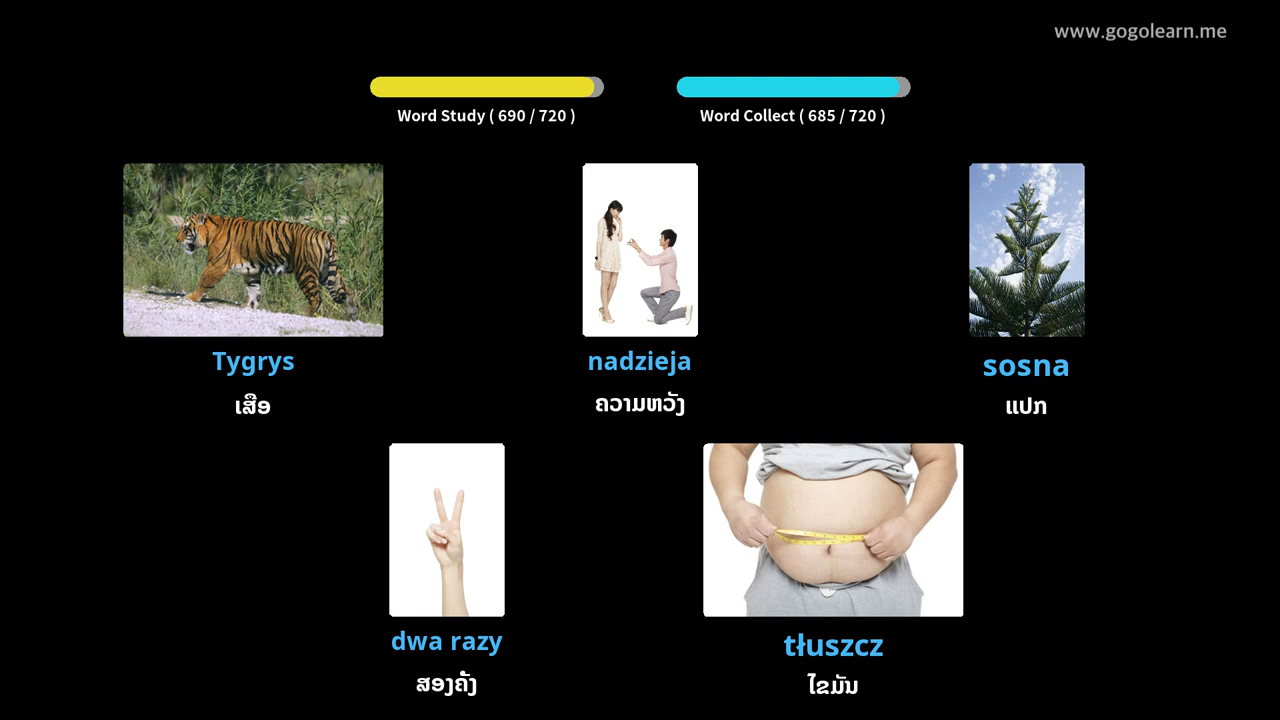 www.gogolearn.me
Word Study ( 690 / 720 )
Word Collect ( 685 / 720 )
Tygrys
nadzieja
sosna
ເສືອ
ຄວາມຫວັງ
ແປກ
dwa razy
tłuszcz
ສອງຄັ້ງ
ໄຂມັນ